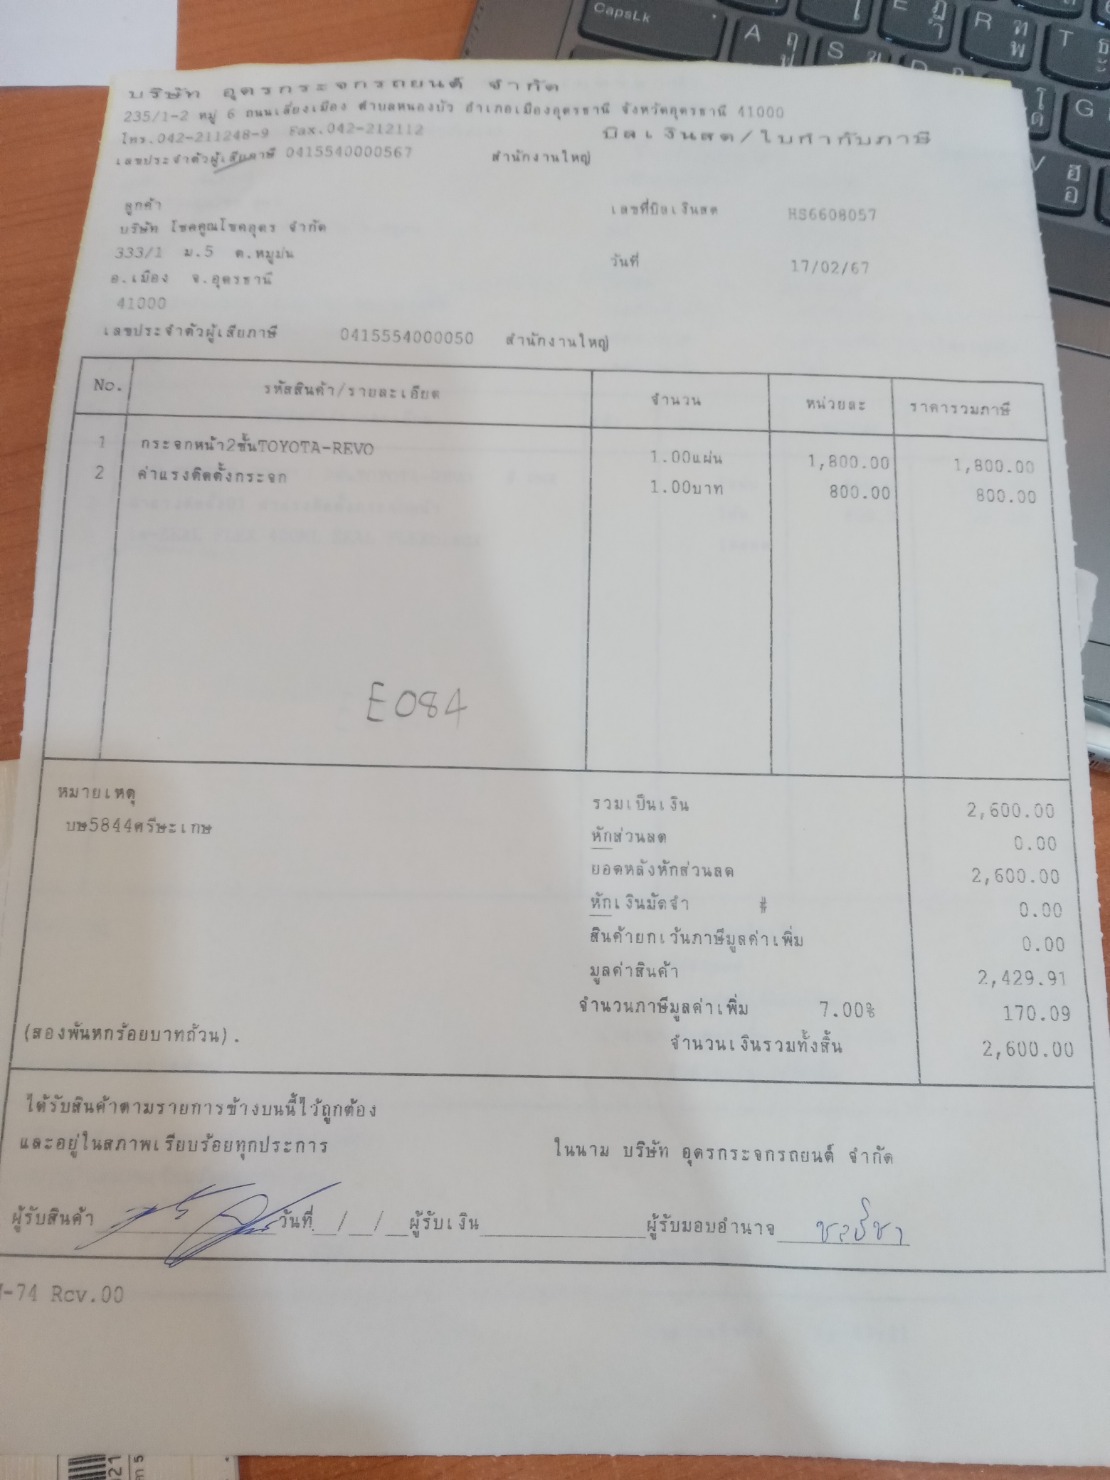 บริษัท อุดรกระจกรถยนต์ จำกัด
235/1-2 หมู่ 6 ถนนเลี่ยงเมือง ตำบลหนองบัว อำเภอเมืองอุดรธานี จังหวัดอุดรธานี 41000
โทร.042-211248-9 Fax.042-212112 บิลเงินสด/ใบกำกับภาษี
เลขประจำตัวผู้เสียภาษี 0415540000567 สำนักงานใหญ่
ลูกค้า เลขที่บิลเงินสด HS6608057
บริษัท โชคคูณโชคอุดร จำกัด
333/1 ม.5 ต.หมูม่น วันที่ 17/02/67
อ.เมือง จ.อุดรธานี
41000
เลขประจำตัวผู้เสียภาษี 0415554000050 สำนักงานใหญ่
No. รหัสสินค้า/รายละเอียด จำนวน หน่วยละ ราคารวมภาษี
1 กระจกหน้า2ชั้นTOYOTA-REVO 1.00แผ่น 1,800.00 1,800.00
2 ค่าแรงติดตั้งกระจก 1.00บาท 800.00 800.00
E084
หมายเหตุ รวมเป็นเงิน 2,600.00
บษ5844ศรีษะเกษ หักส่วนลด 0.00
ยอดหลังหักส่วนลด 2,600.00
หักเงินมัดจำ # 0.00
สินค้ายกเว้นภาษีมูลค่าเพิ่ม 0.00
มูลค่าสินค้า 2,429.91
จำนวนภาษีมูลค่าเพิ่ม 7.00% 170.09
(สองพันหกร้อยบาทถ้วน). จำนวนเงินรวมทั้งสิ้น 2,600.00
ได้รับสินค้าตามรายการข้างบนนี้ไว้ถูกต้อง
และอยู่ในสภาพเรียบร้อยทุกประการ ในนาม บริษัท อุดรกระจกรถยนต์ จำกัด
ผู้รับสินค้า วันที่ / / ผู้รับเงิน ผู้รับมอบอำนาจ
-74 Rev.00
CapsLk